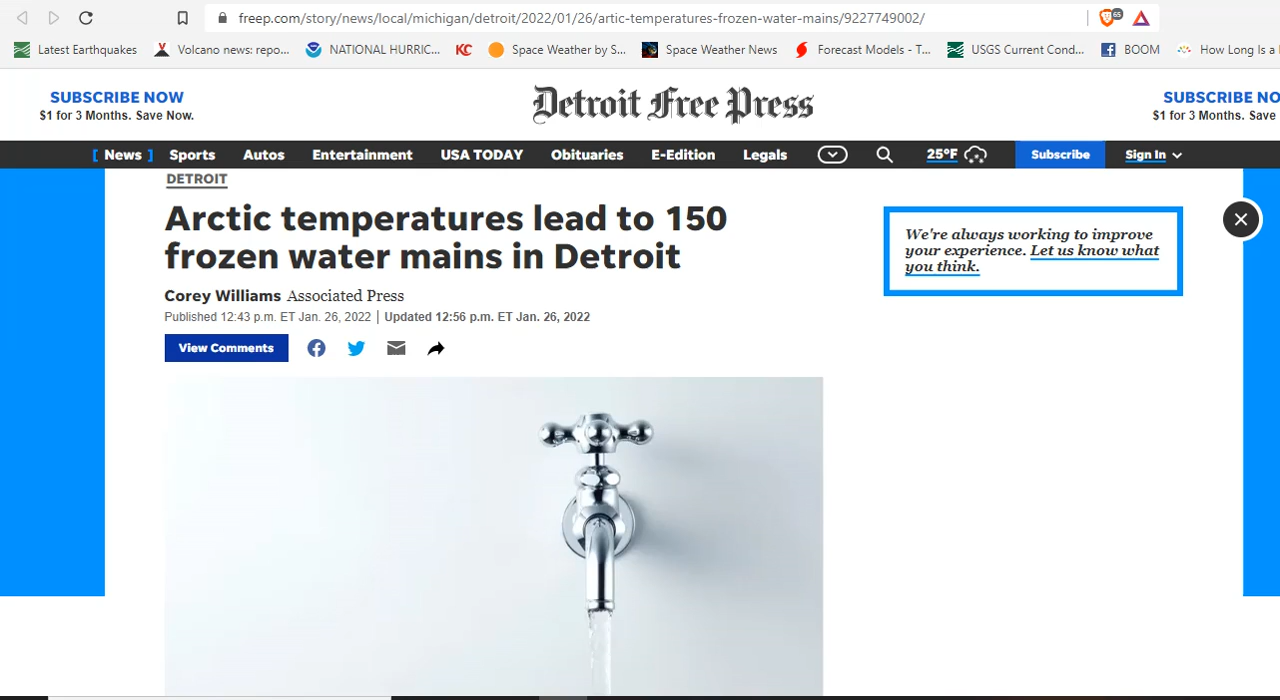 freep.com/story/news/local/michigan/detroit/2022/01/26/artic-temperatures-frozen-water-mains/9227749002/
65
Latest Earthquakes Volcano news: repo... NATIONAL HURRIC... KC Space Weather by S... Space Weather News Forecast Models - T... USGS Current Cond... BOOM How Long Is a
SUBSCRIBE NOW
$1 for 3 Months. Save Now.
Detroit Free Press
SUBSCRIBE NO
$1 for 3 Months. Save
[ News ] Sports Autos Entertainment USA TODAY Obituaries E-Edition Legals 25°F Subscribe Sign In
DETROIT
Arctic temperatures lead to 150
frozen water mains in Detroit
Corey Williams Associated Press
Published 12:43 p.m. ET Jan. 26, 2022 | Updated 12:56 p.m. ET Jan. 26, 2022
View Comments
We're always working to improve
your experience. Let us know what
you think.